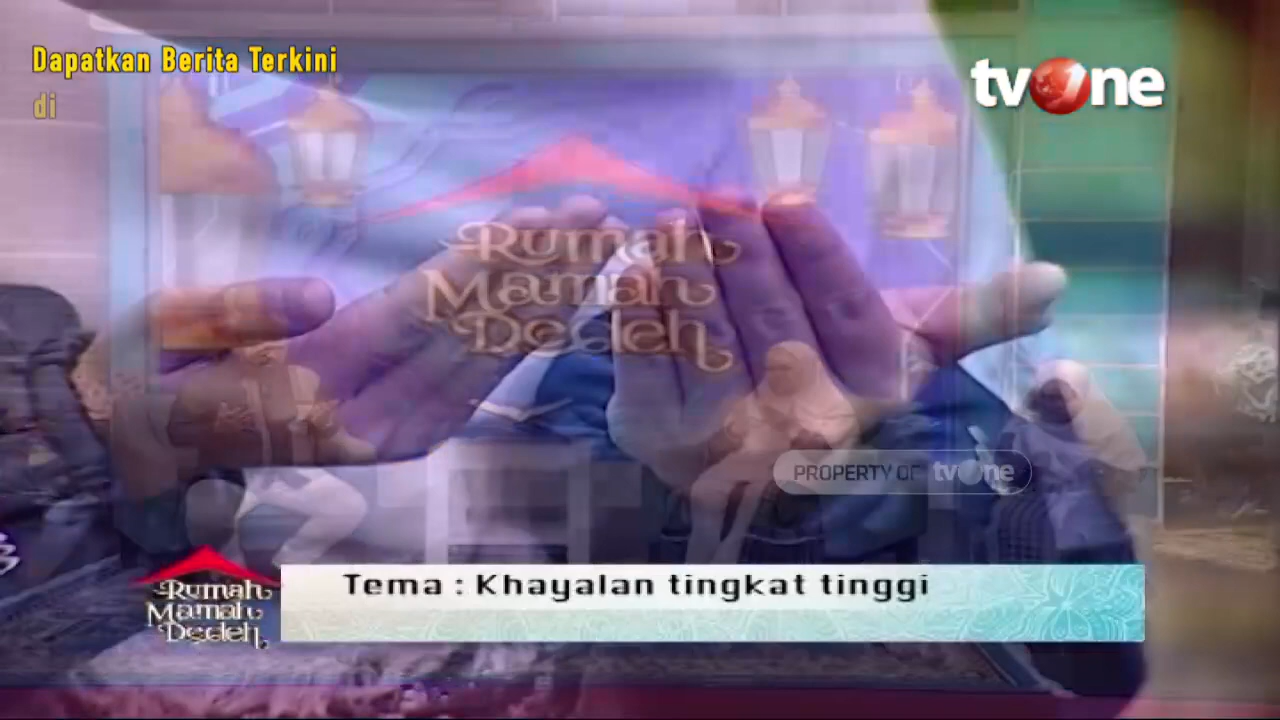 Dapatkan Berita Terkini
di
tvOne
Rumah
Mamah
Dedeh
PROPERTY OF tvOne
Tema : Khayalan tingkat tinggi
Rumah
Mamah
Dedeh